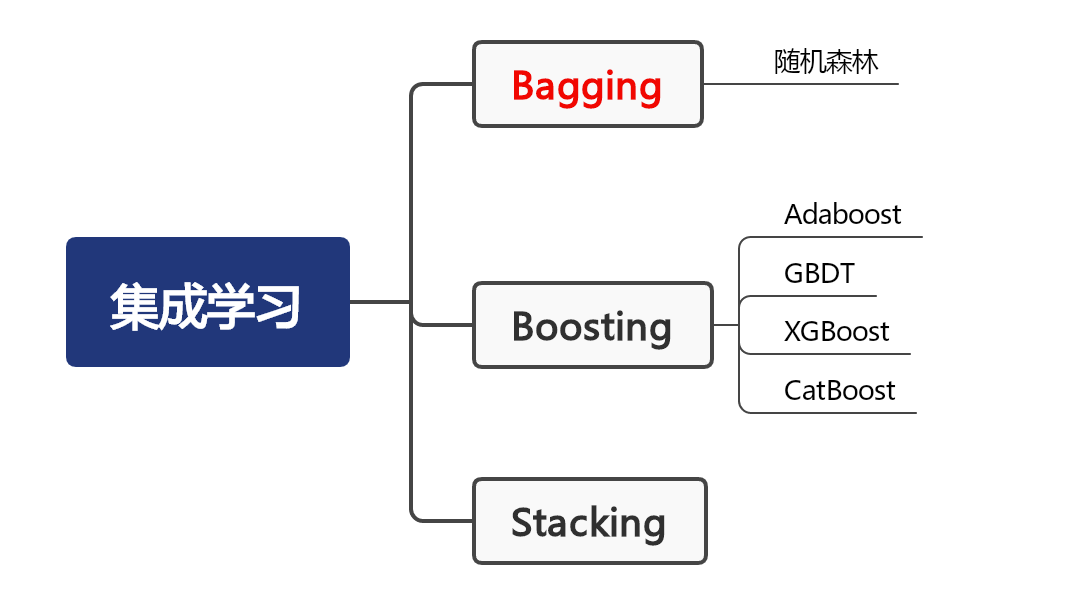 集成学习
Bagging
随机森林
Boosting
Adaboost
GBDT
XGBoost
CatBoost
Stacking